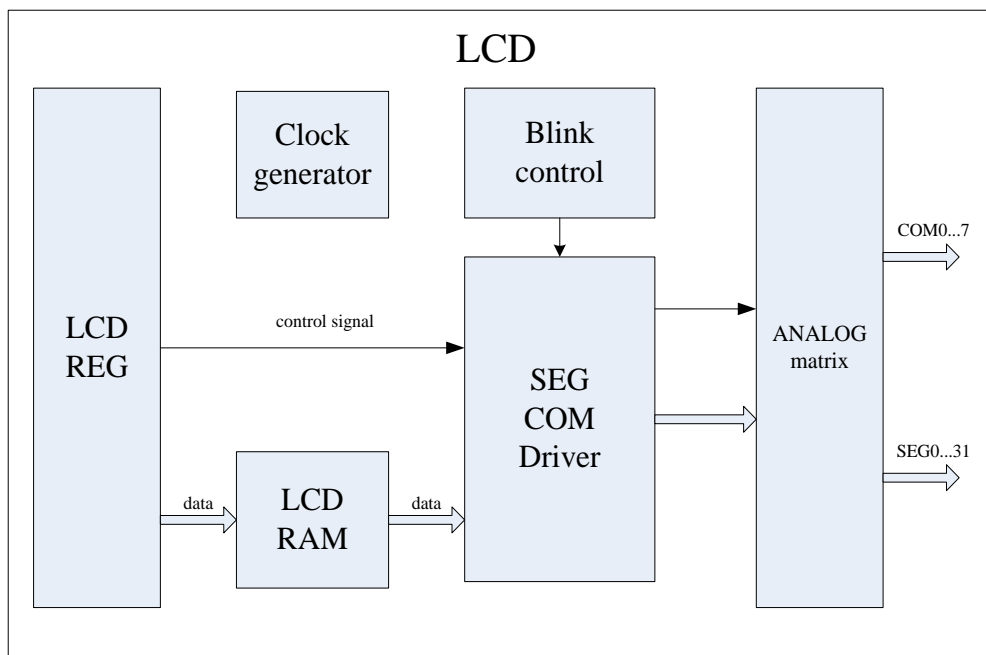 LCD
Clock
generator
Blink
control
COM0...7
LCD
REG
control signal
SEG
COM
Driver
ANALOG
matrix
SEG0...31
data
LCD
RAM
data